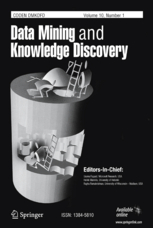 CODEN DMKDFD
Volume 10, Number 1
Data Mining and
Knowledge Discovery
Editors-in-Chief:
Springer
ISSN: 1384-5810
Available
online